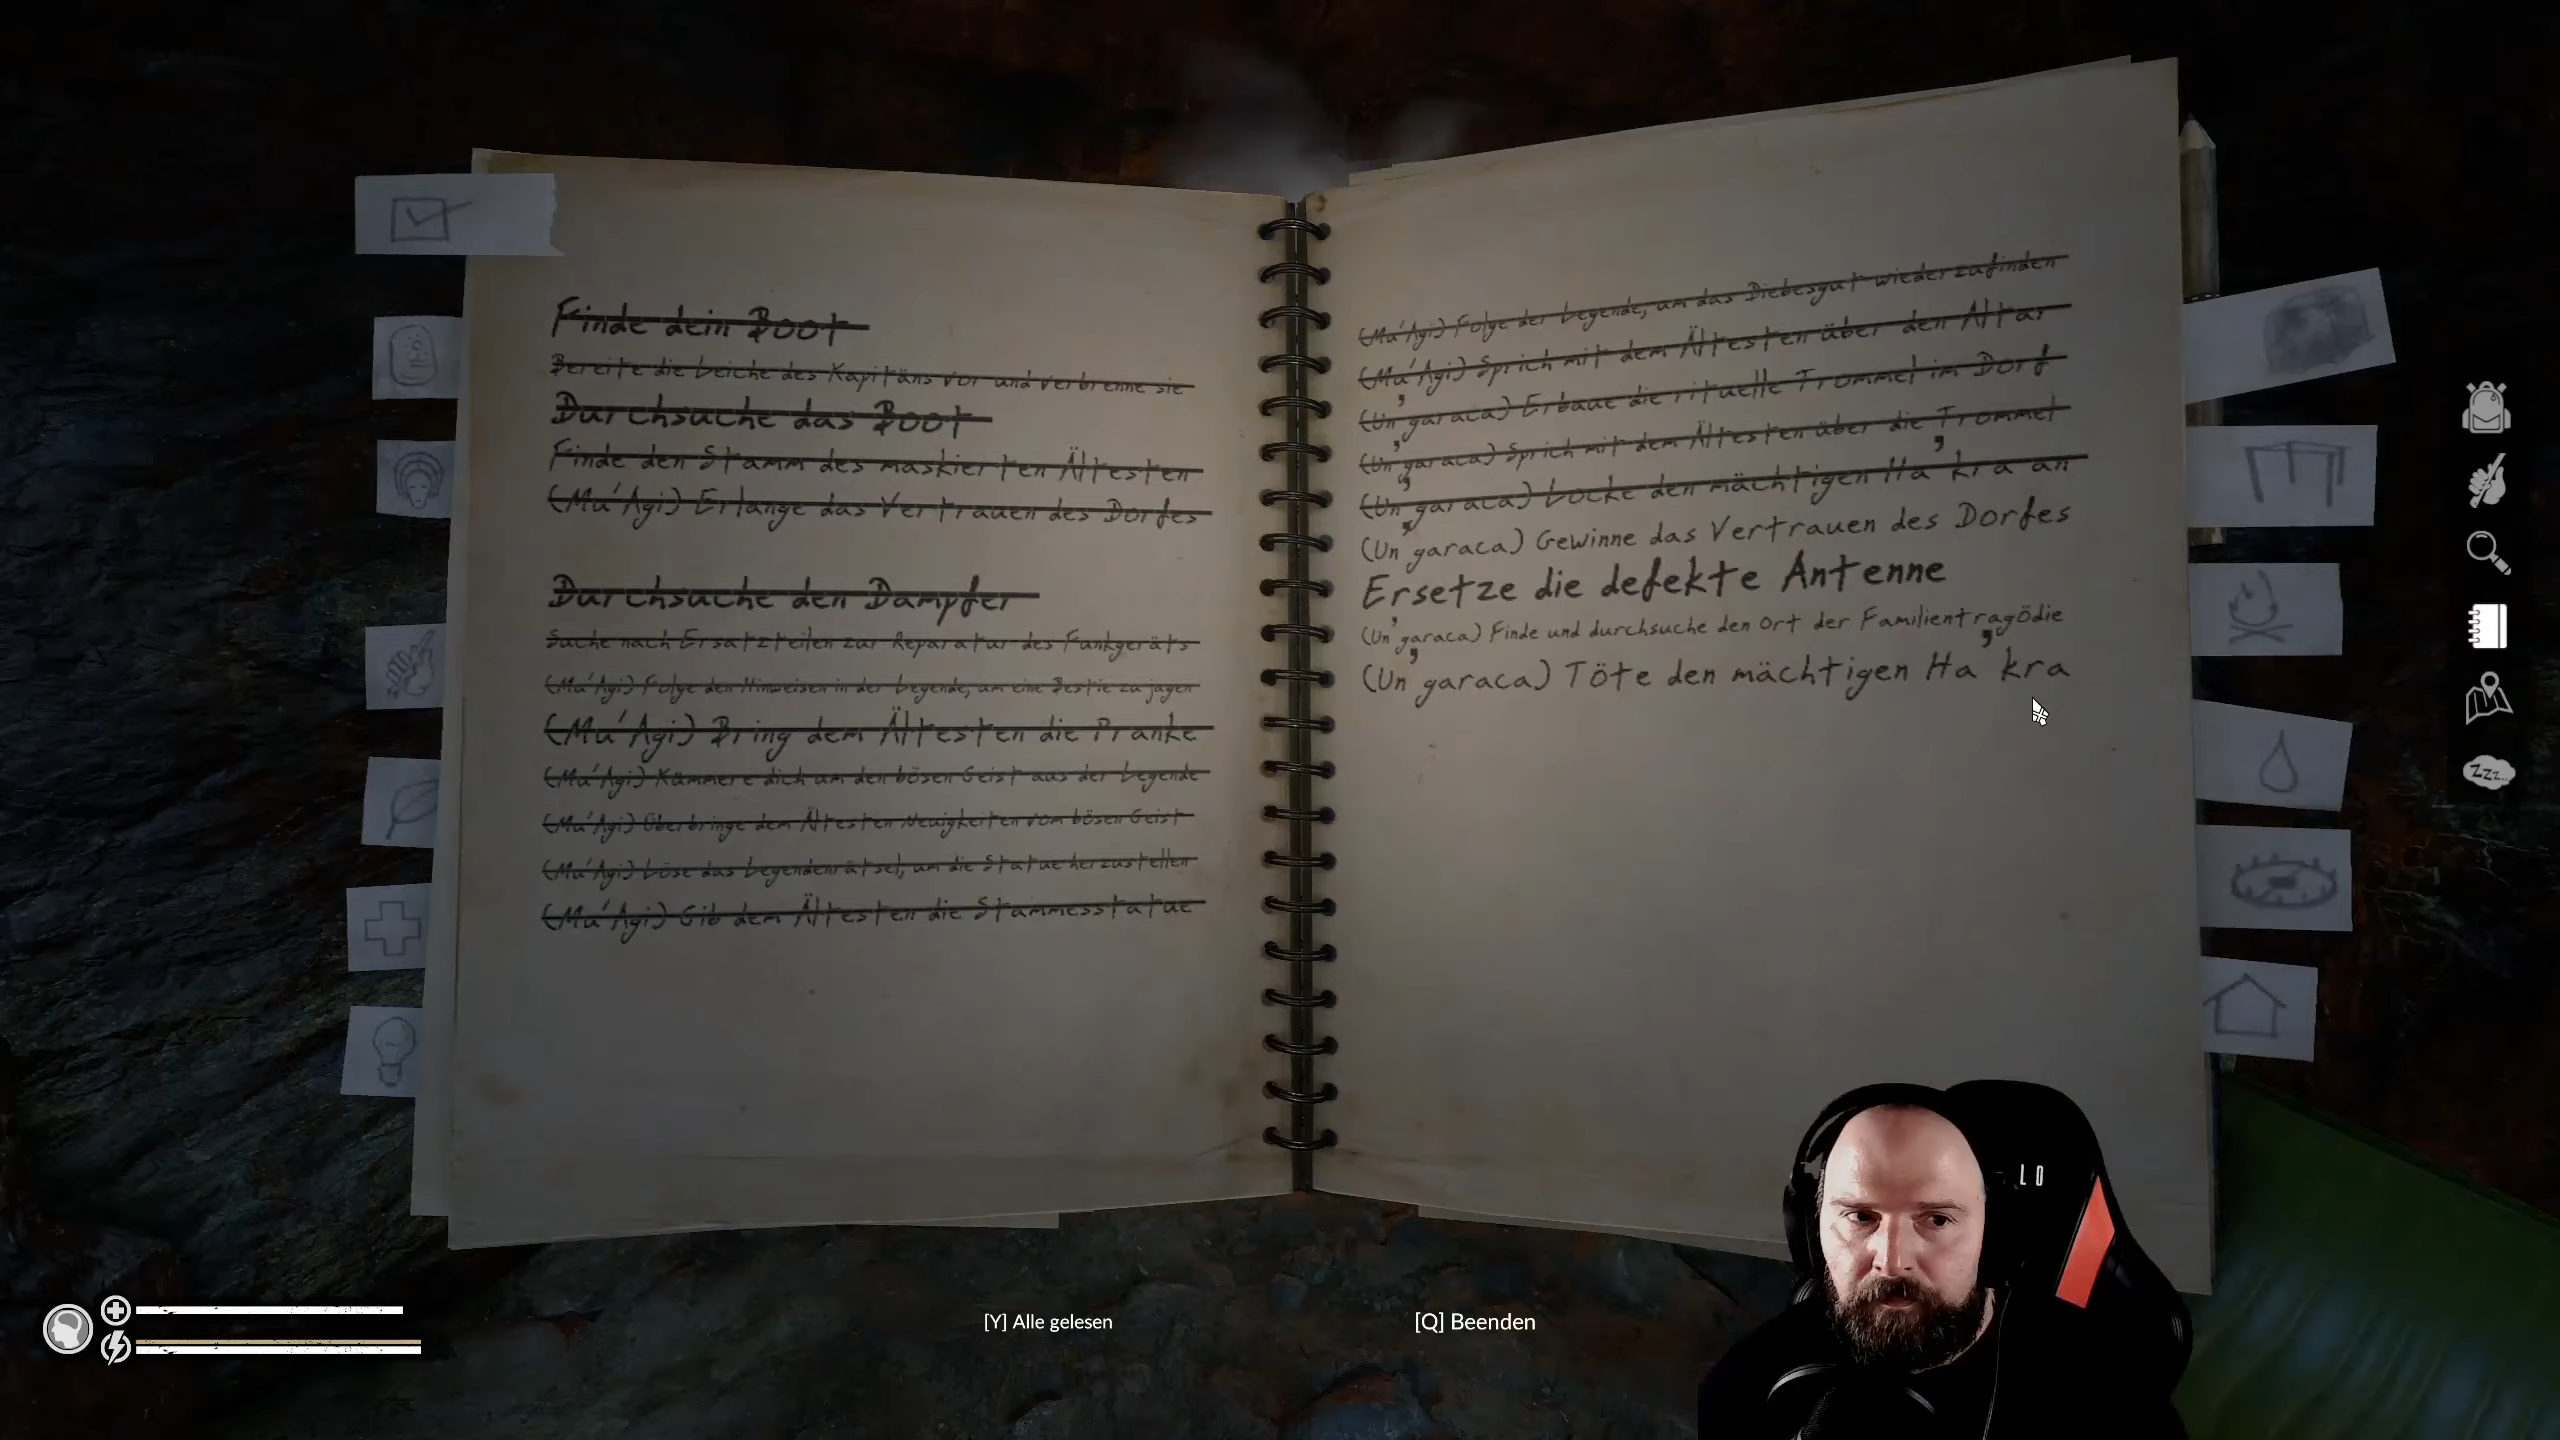 Finde dein Boot
Bereite die Leiche des Kapitäns vor und verbrenne sie
Durchsuche das Boot
Finde den Stamm des maskierten Ältesten
(Mu'Agi) Erlange das Vertrauen des Dorfes
Durchsuche den Dampfer
Suche nach Ersatzteilen zur Reparatur des Funkgeräts
(Mu'Agi) Folge den Hinweisen in der Legende, um eine Bestie zu jagen
(Mu'Agi) Bring dem Ältesten die Pranke
(Mu'Agi) Kümmere dich um den bösen Geist aus der Legende
(Mu'Agi) Überbringe dem Ältesten Neuigkeiten vom bösen Geist
(Mu'Agi) Löse das Legendenrätsel, um die Statue herzustellen
(Mu'Agi) Gib dem Ältesten die Stammesstatue
(Mu'Agi) Folge der Legende, um das Diebesgut wiederzufinden
(Mu'Agi) Sprich mit dem Ältesten über den Altar
(Un'garaca) Erbaue die rituelle Trommel im Dorf
(Un'garaca) Sprich mit dem Ältesten über die Trommel
(Un'garaca) Locke den mächtigen Ha'kra an
(Un'garaca) Gewinne das Vertrauen des Dorfes
Ersetze die defekte Antenne
(Un'garaca) Finde und durchsuche den Ort der Familientragödie
(Un'garaca) Töte den mächtigen Ha'kra
Zzz...
LO
[Y] Alle gelesen
[Q] Beenden